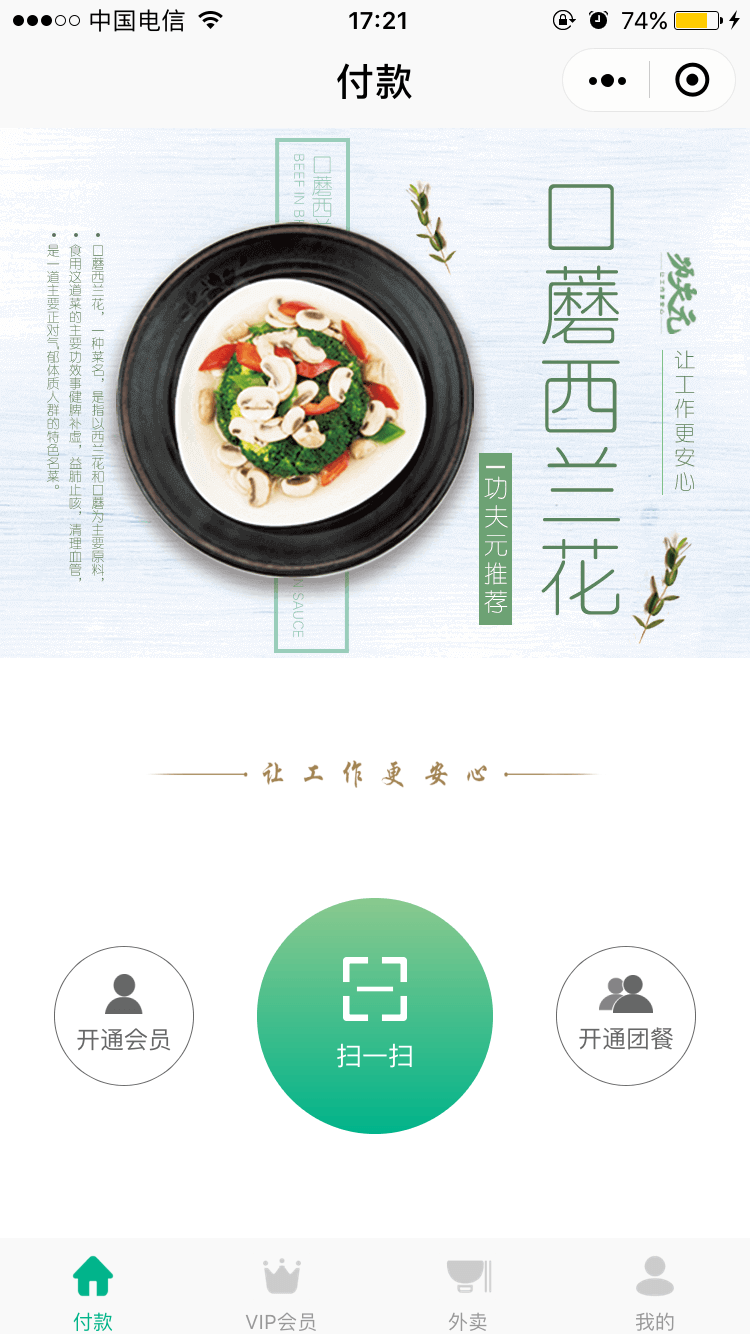 中国电信
17:21
74%
付款
口蘑西兰
BEEF IN BR
口蘑西兰花
功夫元
让工作更安心
一功夫元推荐
口蘑西兰花，一种菜名，是指以西兰花和口蘑为主要原料，
食用这道菜的主要功效事健脾补虚，益肺止咳，清理血管，
是一道主要正对气郁体质人群的特色名菜。
N SAUCE
让工作更安心
开通会员
扫一扫
开通团餐
付款
VIP会员
外卖
我的